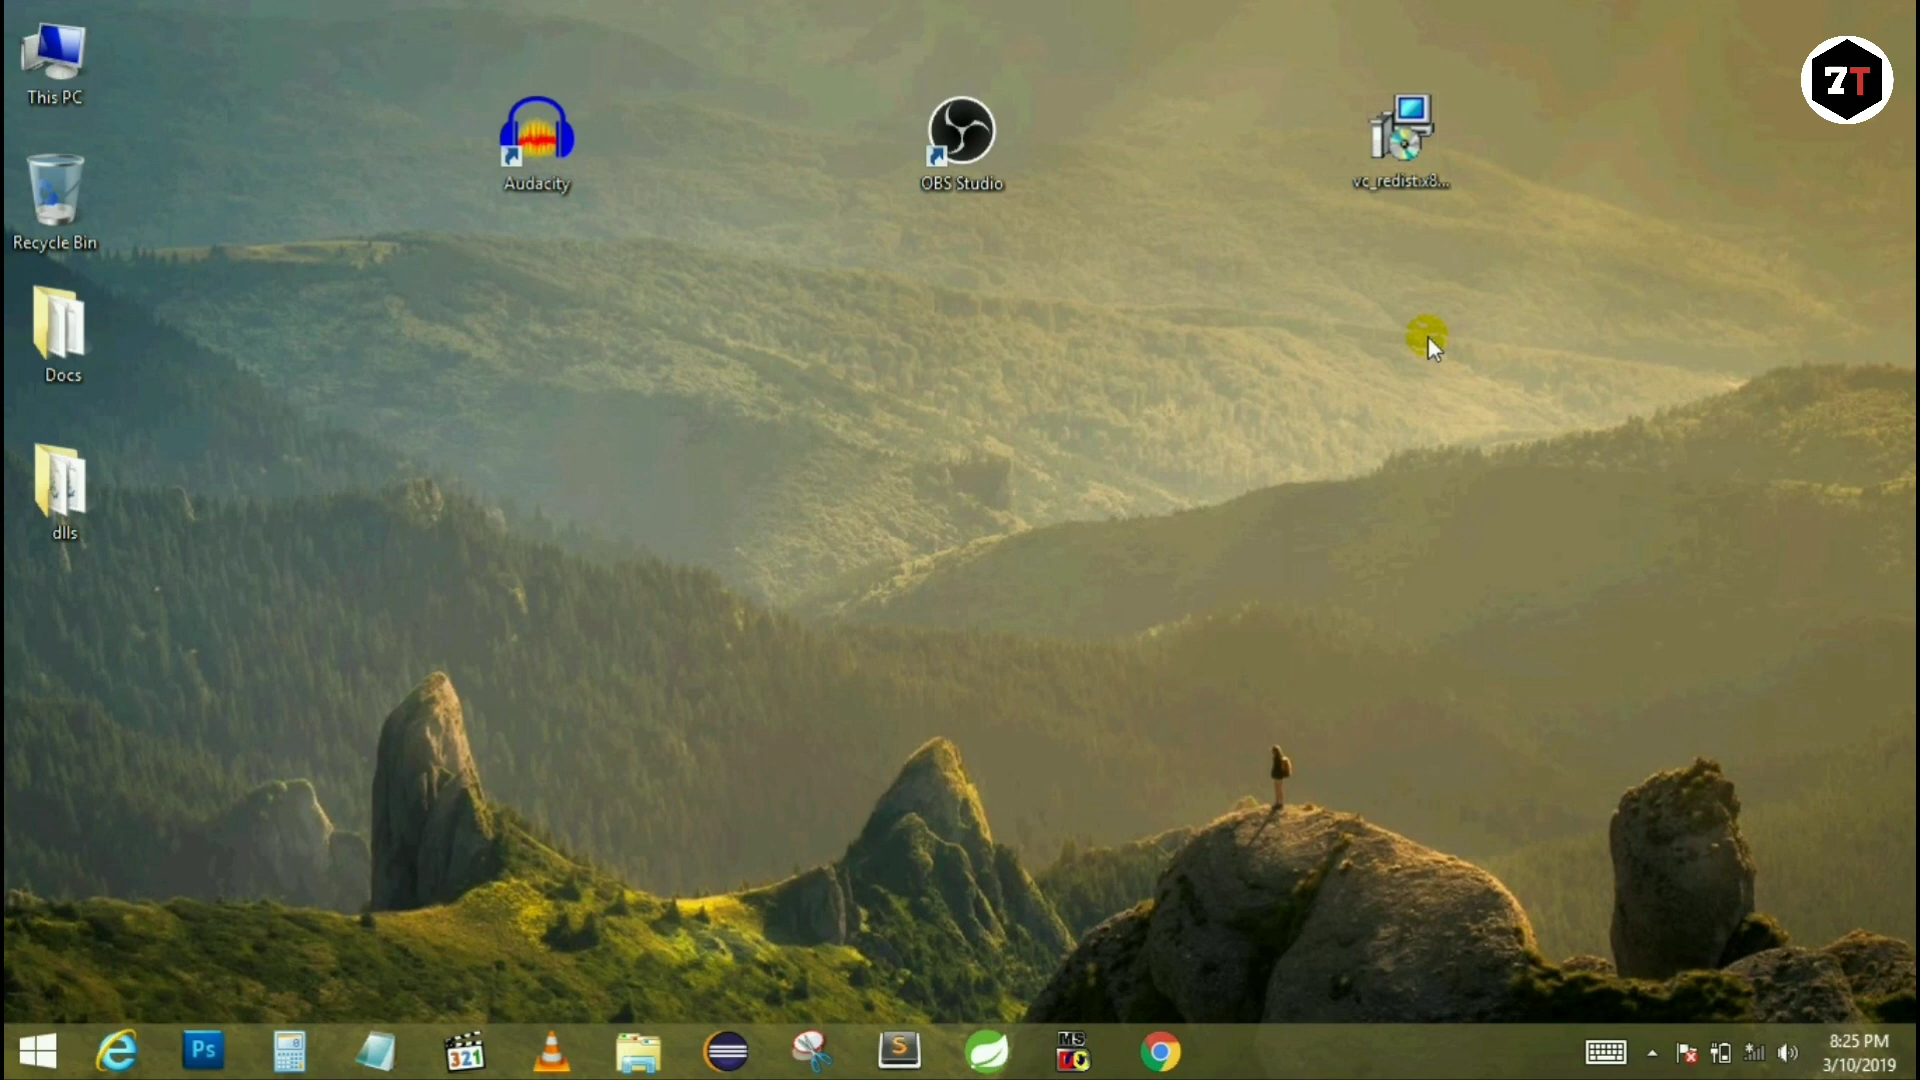 This PC
Recycle Bin
Docs
dlls
Audacity
OBS Studio
vc_redist.x8...
7T
Ps
321
S
MS
8:25 PM
3/10/2019